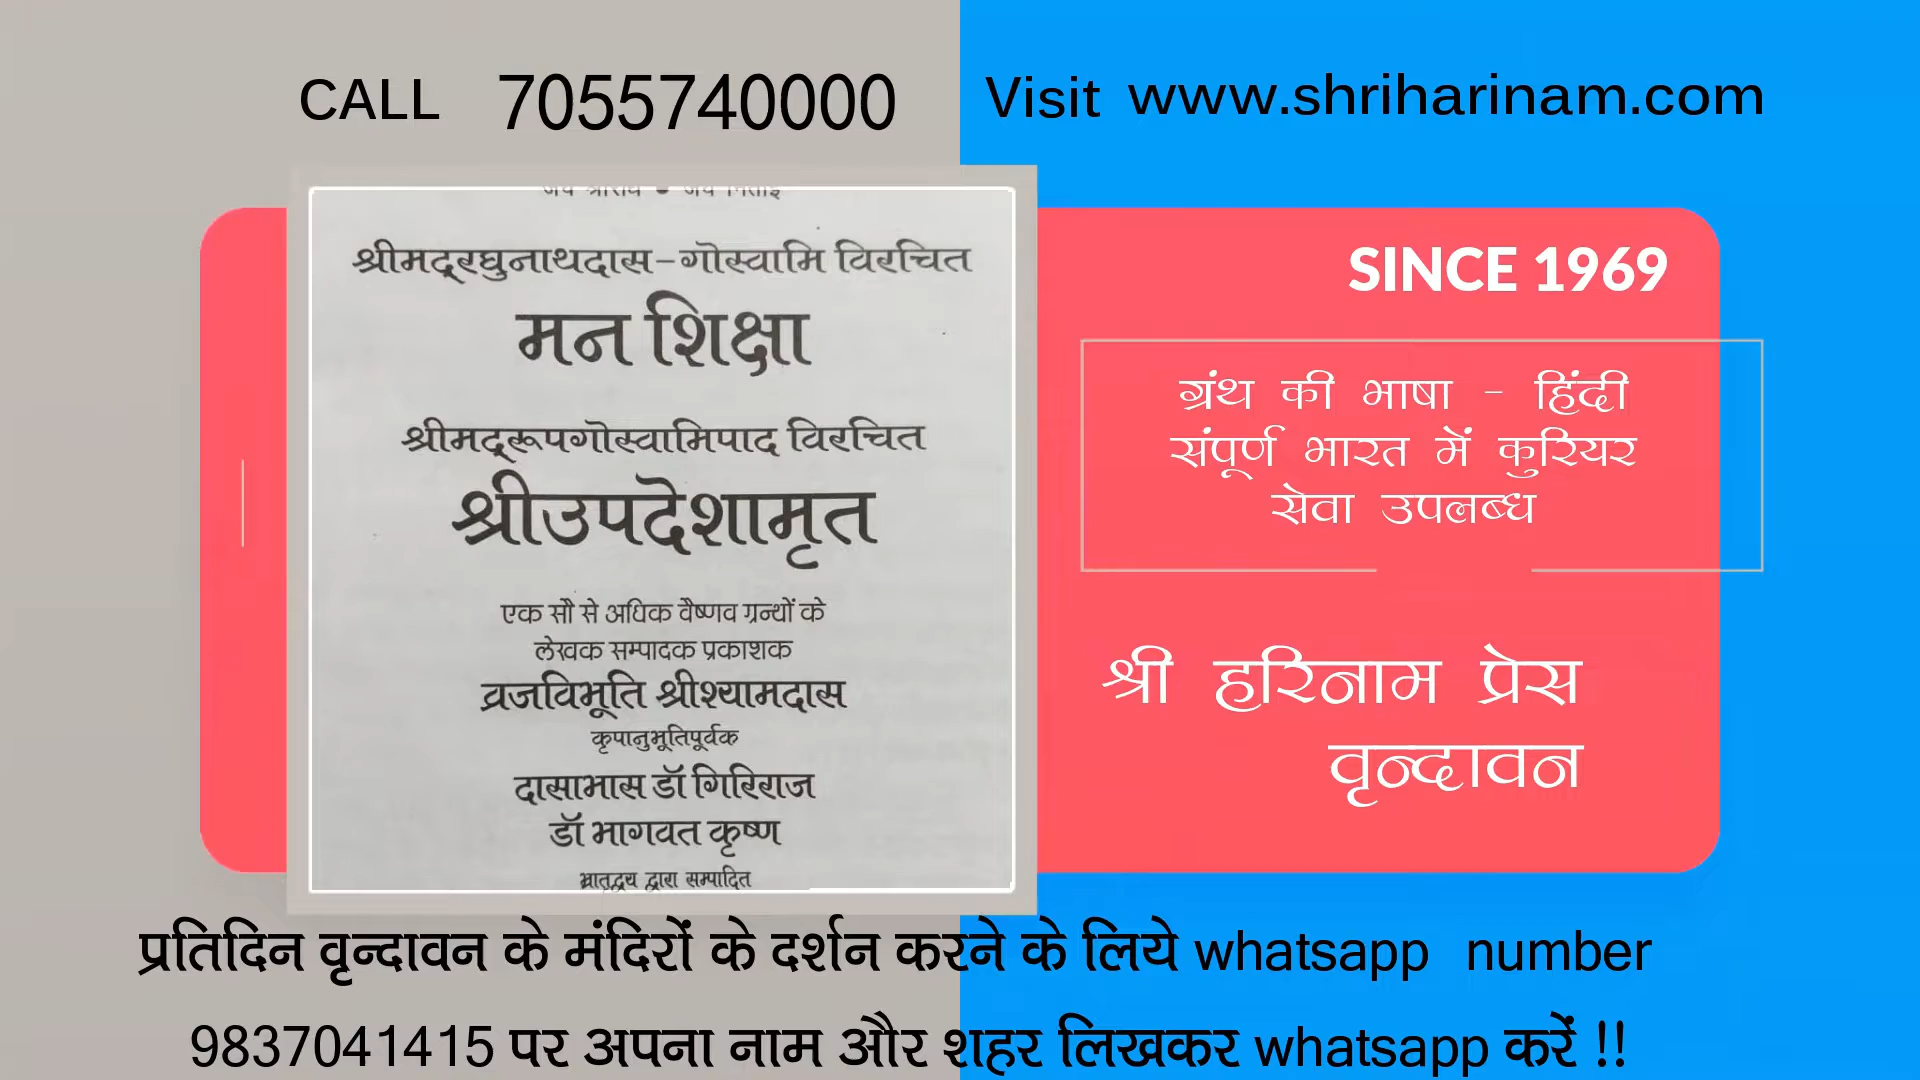 CALL 7055740000 Visit www.shriharinam.com
जय श्रीराधे • जय निताई
श्रीमद्रघुनाथदास-गोस्वामि विरचित
मन शिक्षा
श्रीमद्रूपगोस्वामिपाद विरचित
श्रीउपदेशामृत
एक सौ से अधिक वैष्णव ग्रन्थों के
लेखक सम्पादक प्रकाशक
व्रजविभूति श्रीश्यामदास
कृपानुभूतिपूर्वक
दासाभास डॉ गिरिराज
डॉ भागवत कृष्ण
भ्रातृद्वय द्वारा सम्पादित
SINCE 1969
ग्रंथ की भाषा - हिंदी
संपूर्ण भारत में कुरियर
सेवा उपलब्ध
श्री हरिनाम प्रेस
वृन्दावन
प्रतिदिन वृन्दावन के मंदिरों के दर्शन करने के लिये whatsapp number
9837041415 पर अपना नाम और शहर लिखकर whatsapp करें !!